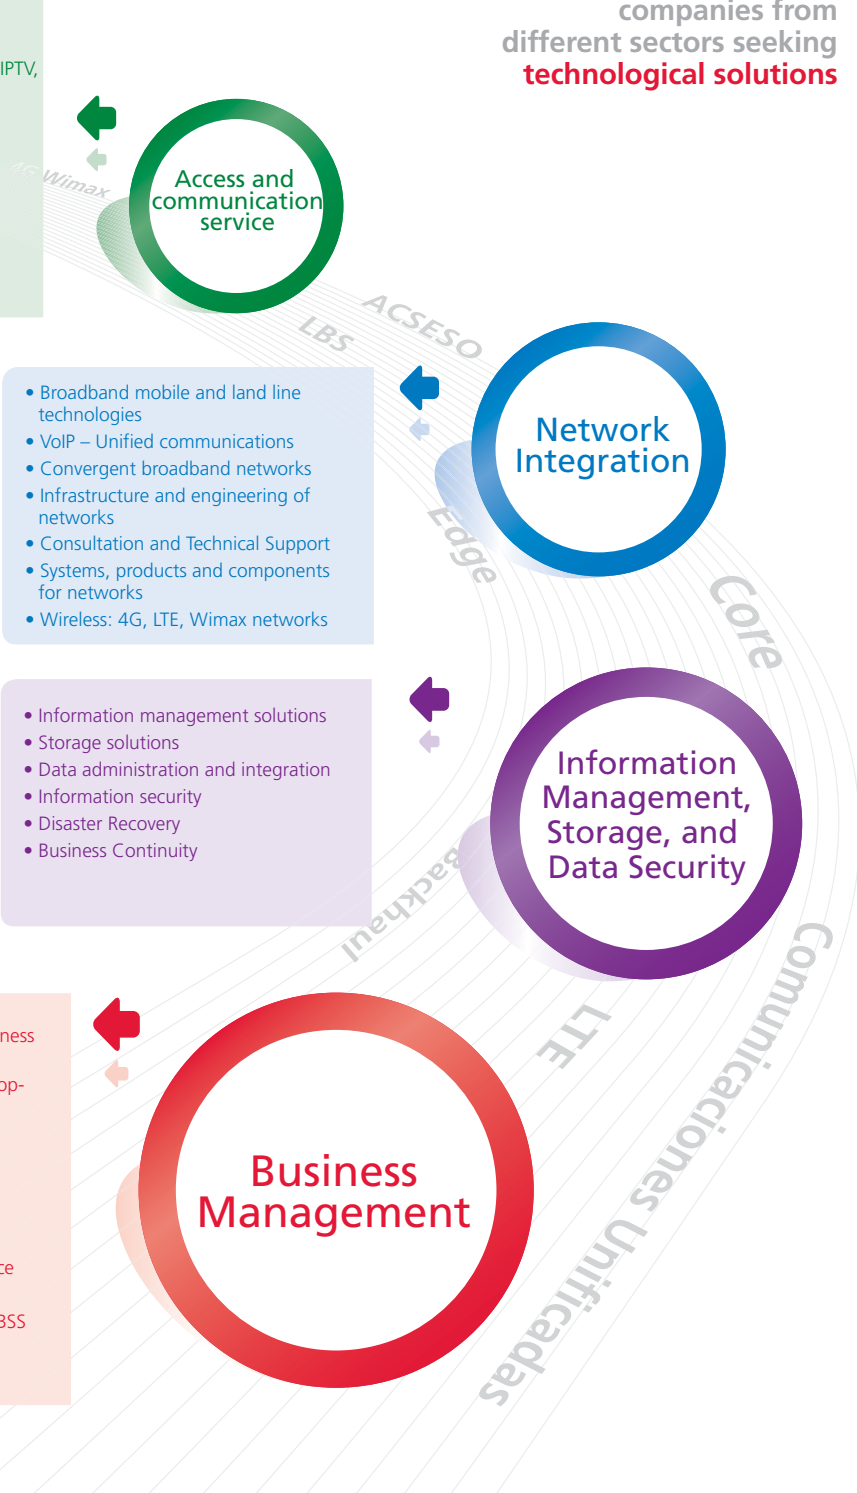 companies from
different sectors seeking
technological solutions
IPTV,
4G Wimax
Access and
communication
service
ACSESO
LBS
• Broadband mobile and land line
technologies
• VoIP – Unified communications
• Convergent broadband networks
• Infrastructure and engineering of
networks
• Consultation and Technical Support
• Systems, products and components
for networks
• Wireless: 4G, LTE, Wimax networks
Network
Integration
Edge
Core
• Information management solutions
• Storage solutions
• Data administration and integration
• Information security
• Disaster Recovery
• Business Continuity
Information
Management,
Storage, and
Data Security
Backhaul
LTE
Comunicaciones Unificadas
ness
op-
ce
BSS
Business
Management